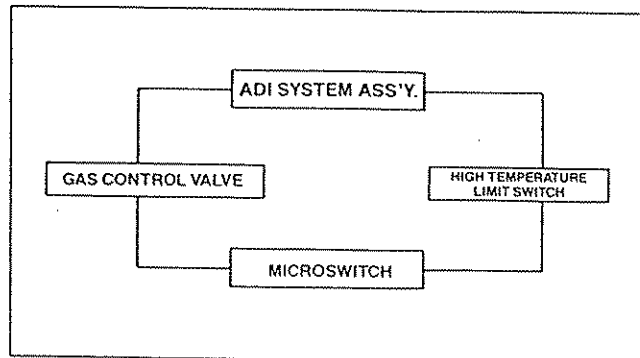 ADI SYSTEM ASS'Y.
GAS CONTROL VALVE
HIGH TEMPERATURE
LIMIT SWITCH
MICROSWITCH